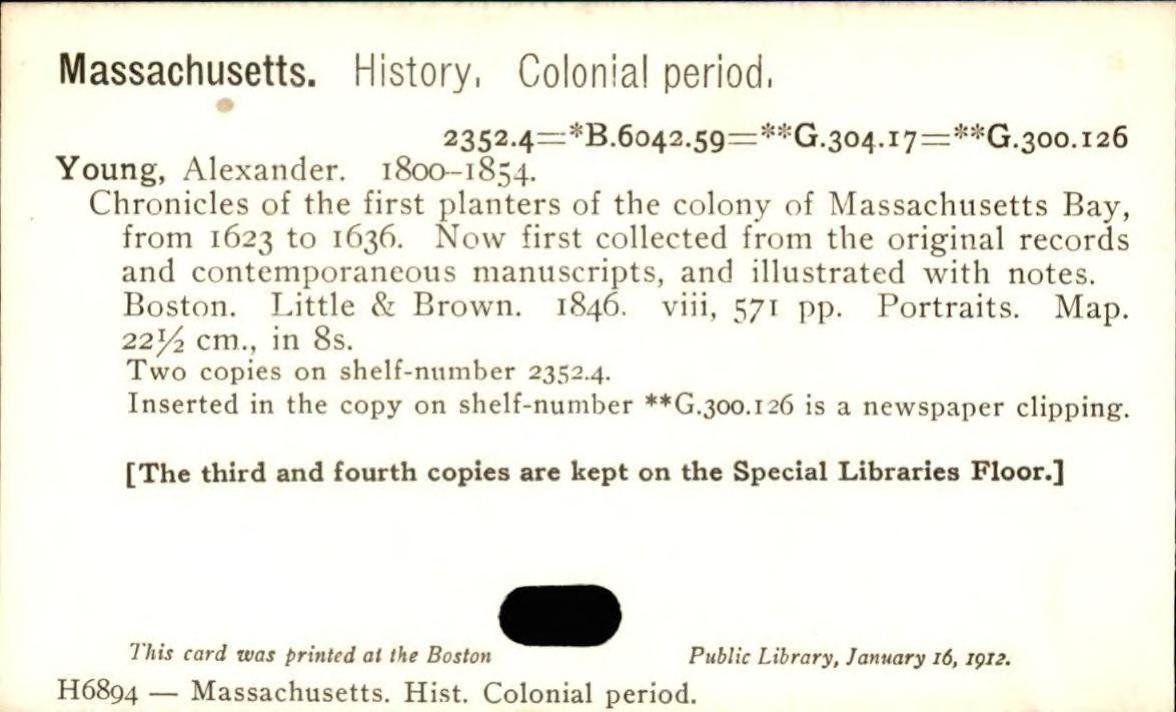 Massachusetts. History. Colonial period.
2352.4=*B.6042.59=**G.304.17=**G.300.126
Young, Alexander. 1800–1854.
Chronicles of the first planters of the colony of Massachusetts Bay,
from 1623 to 1636. Now first collected from the original records
and contemporaneous manuscripts, and illustrated with notes.
Boston. Little & Brown. 1846. viii, 571 pp. Portraits. Map.
22½ cm., in 8s.
Two copies on shelf-number 2352.4.
Inserted in the copy on shelf-number **G.300.126 is a newspaper clipping.
[The third and fourth copies are kept on the Special Libraries Floor.]
This card was printed at the Boston Public Library, January 16, 1912.
H6894 — Massachusetts. Hist. Colonial period.